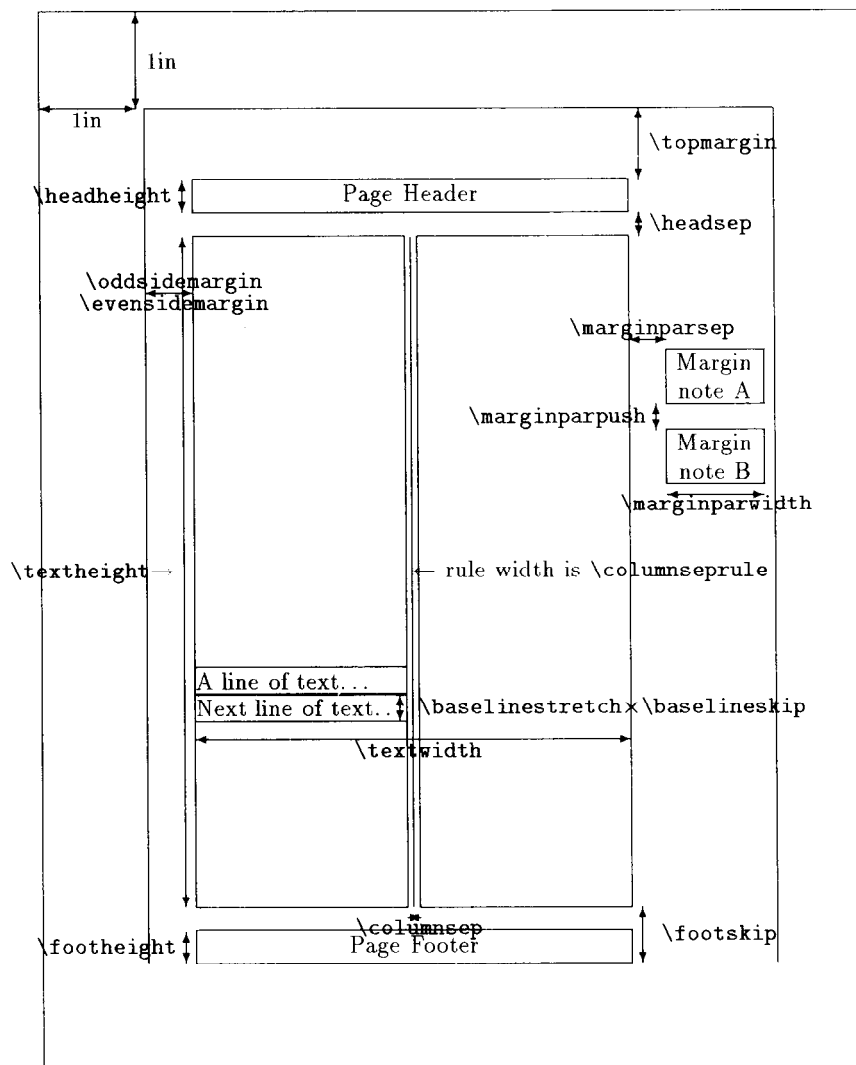 1in
1in
\topmargin
\headheight
Page Header
\headsep
\oddsidemargin
\evensidemargin
\marginparsep
Margin
note A
\marginparpush
Margin
note B
\marginparwidth
\textheight
rule width is \columnseprule
A line of text...
Next line of text..
\baselinestretch×\baselineskip
\textwidth
\columnsep
\footheight
Page Footer
\footskip